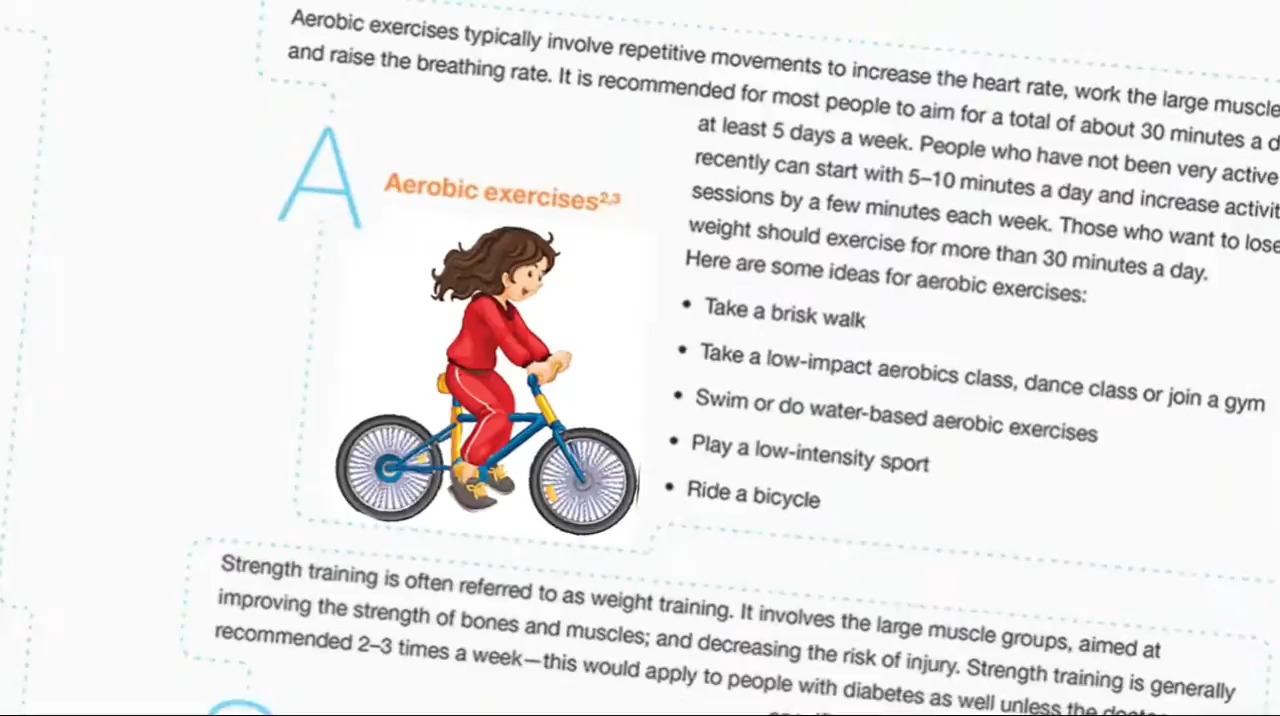 Aerobic exercises typically involve repetitive movements to increase the heart rate, work the large muscle
and raise the breathing rate. It is recommended for most people to aim for a total of about 30 minutes a d
at least 5 days a week. People who have not been very active
recently can start with 5–10 minutes a day and increase activit
sessions by a few minutes each week. Those who want to lose
weight should exercise for more than 30 minutes a day.
Here are some ideas for aerobic exercises:
A
Aerobic exercises2,3
• Take a brisk walk
• Take a low-impact aerobics class, dance class or join a gym
• Swim or do water-based aerobic exercises
• Play a low-intensity sport
• Ride a bicycle
Strength training is often referred to as weight training. It involves the large muscle groups, aimed at
improving the strength of bones and muscles; and decreasing the risk of injury. Strength training is generally
recommended 2–3 times a week—this would apply to people with diabetes as well unless the